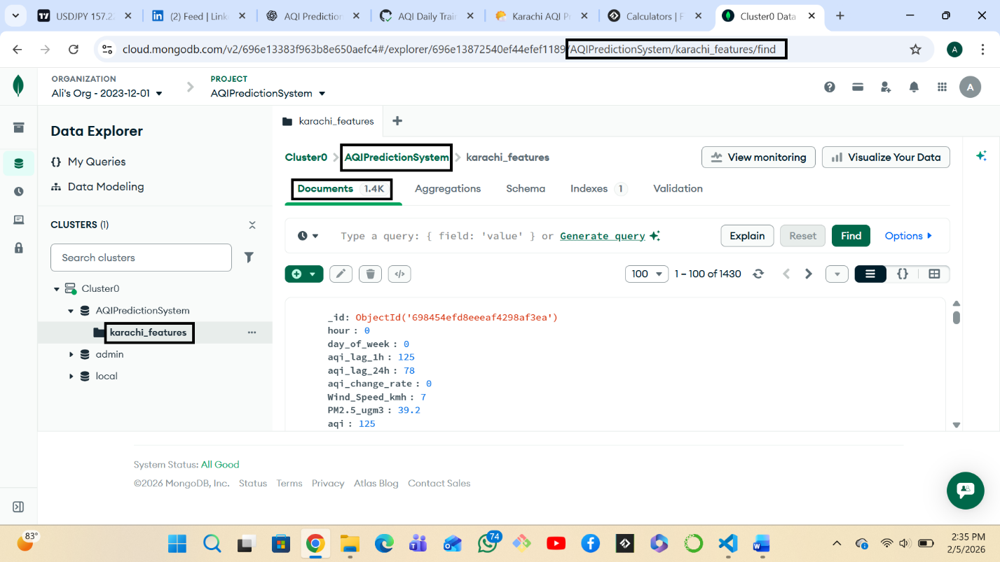 USDJPY 157.2
(2) Feed | Link
AQI Prediction
AQI Daily Train
Karachi AQI Pr
Calculators | F
Cluster0 Data
cloud.mongodb.com/v2/696e13383f963b8e650aefc4#/explorer/696e13872540ef44efef1189/AQIPredictionSystem/karachi_features/find
A
ORGANIZATION
Ali's Org - 2023-12-01
PROJECT
AQIPredictionSystem
A
Data Explorer
My Queries
Data Modeling
CLUSTERS (1)
Search clusters
Cluster0
AQIPredictionSystem
karachi_features
admin
local
karachi_features
Cluster0 > AQIPredictionSystem > karachi_features
View monitoring
Visualize Your Data
Documents 1.4K
Aggregations
Schema
Indexes 1
Validation
Type a query: { field: 'value' } or Generate query
Explain
Reset
Find
Options
100
1 – 100 of 1430
{}
_id: ObjectId('698454efd8eeeaf4298af3ea')
hour : 0
day_of_week : 0
aqi_lag_1h : 125
aqi_lag_24h : 78
aqi_change_rate : 0
Wind_Speed_kmh : 7
PM2.5_ugm3 : 39.2
aqi : 125
System Status: All Good
©2026 MongoDB, Inc. Status Terms Privacy Atlas Blog Contact Sales
83°
74
2:35 PM
2/5/2026